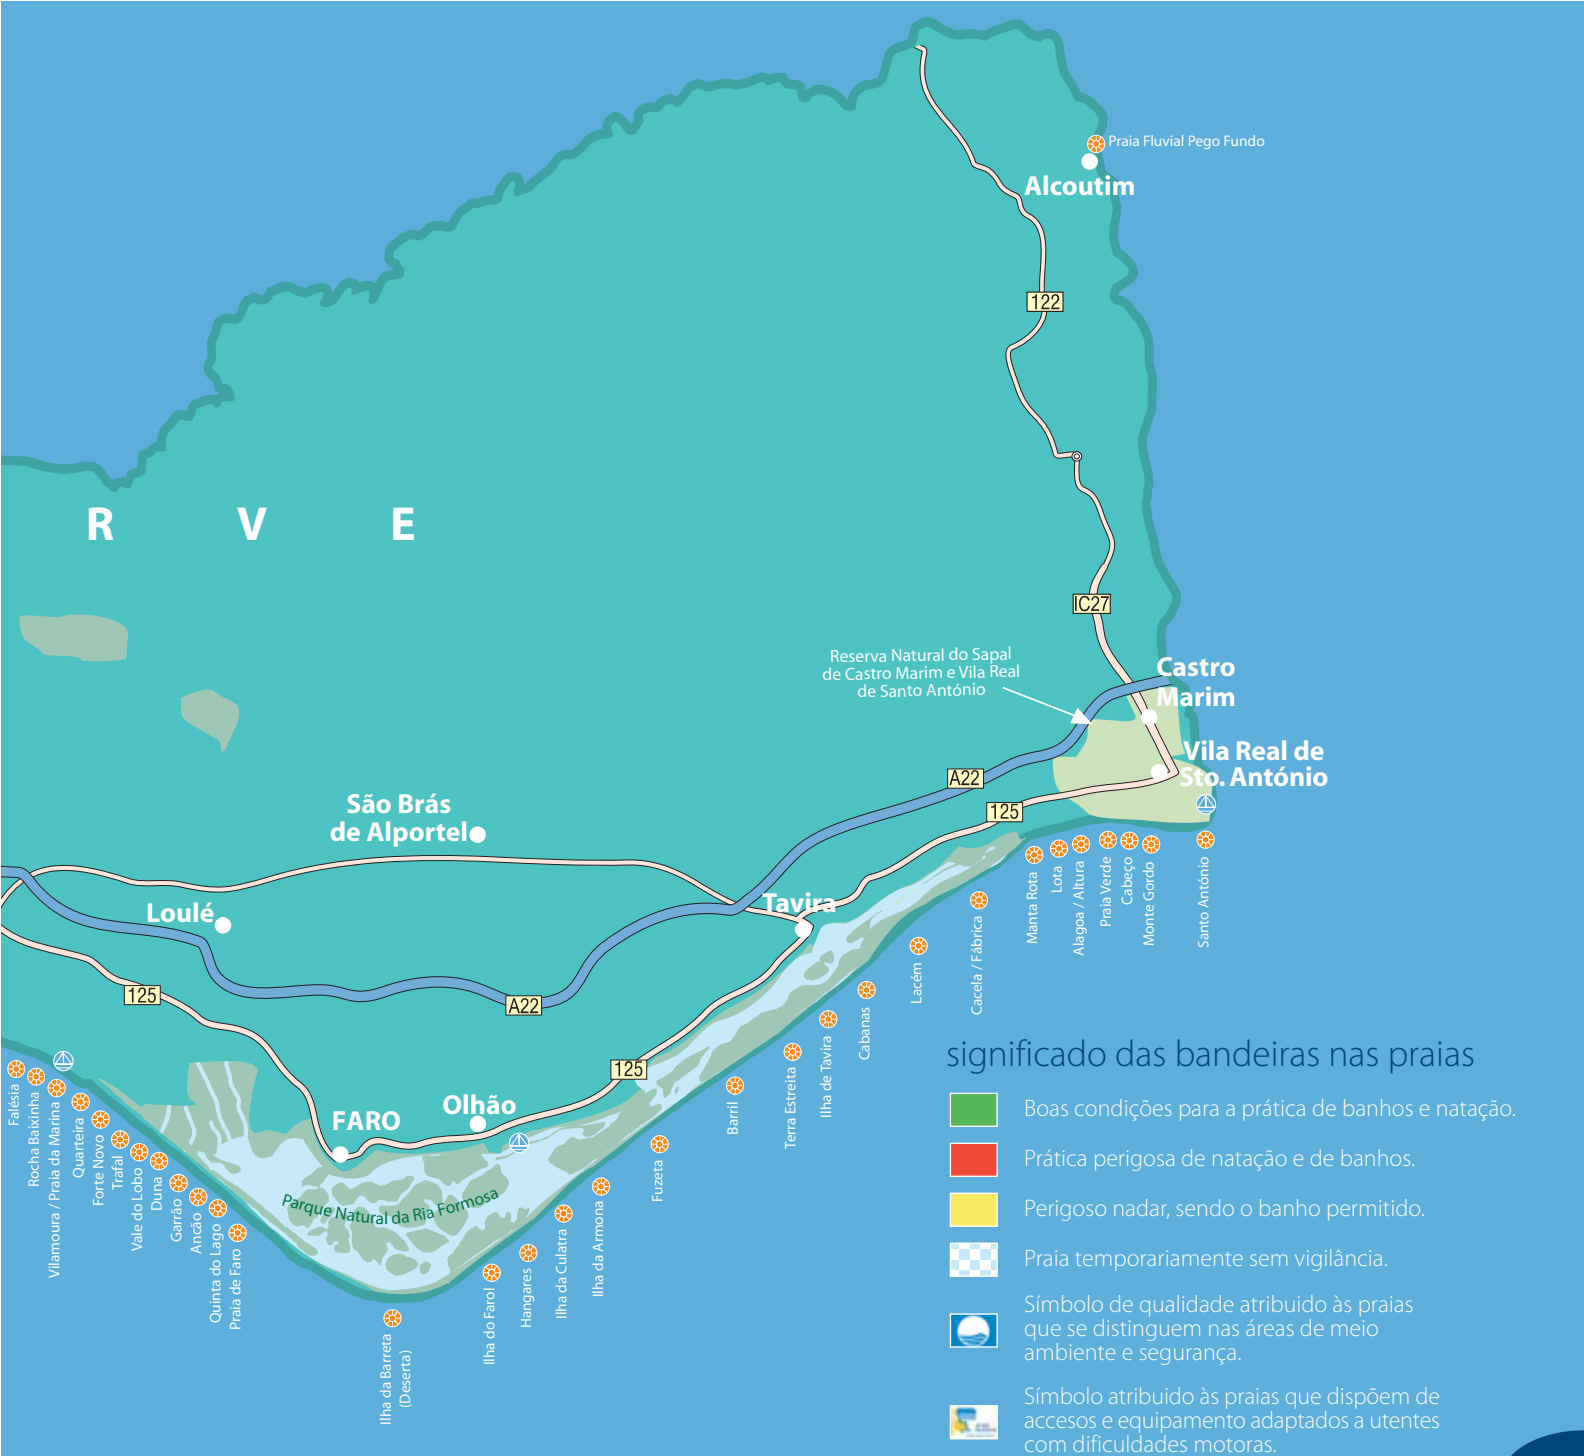 Praia Fluvial Pego Fundo
Alcoutim
122
R V E
IC27
Reserva Natural do Sapal
de Castro Marim e Vila Real
de Santo António
Castro
Marim
Vila Real de
Sto. António
A22
125
São Brás
de Alportel
Loulé
Tavira
125
A22
125
FARO
Olhão
Parque Natural da Ria Formosa
Falésia
Rocha Baixinha
Vilamoura / Praia da Marina
Quarteira
Forte Novo
Trafal
Vale do Lobo
Duna
Garrão
Ancão
Quinta do Lago
Praia de Faro
Ilha da Barreta
(Deserta)
Ilha do Farol
Hangares
Ilha da Culatra
Ilha da Armona
Fuzeta
Barril
Terra Estreita
Ilha de Tavira
Cabanas
Lacém
Cacela / Fábrica
Manta Rota
Lota
Alagoa / Altura
Praia Verde
Cabeço
Monte Gordo
Santo António
significado das bandeiras nas praias
Boas condições para a prática de banhos e natação.
Prática perigosa de natação e de banhos.
Perigoso nadar, sendo o banho permitido.
Praia temporariamente sem vigilância.
Símbolo de qualidade atribuido às praias
que se distinguem nas áreas de meio
ambiente e segurança.
Símbolo atribuido às praias que dispõem de
accesos e equipamento adaptados a utentes
com dificuldades motoras.